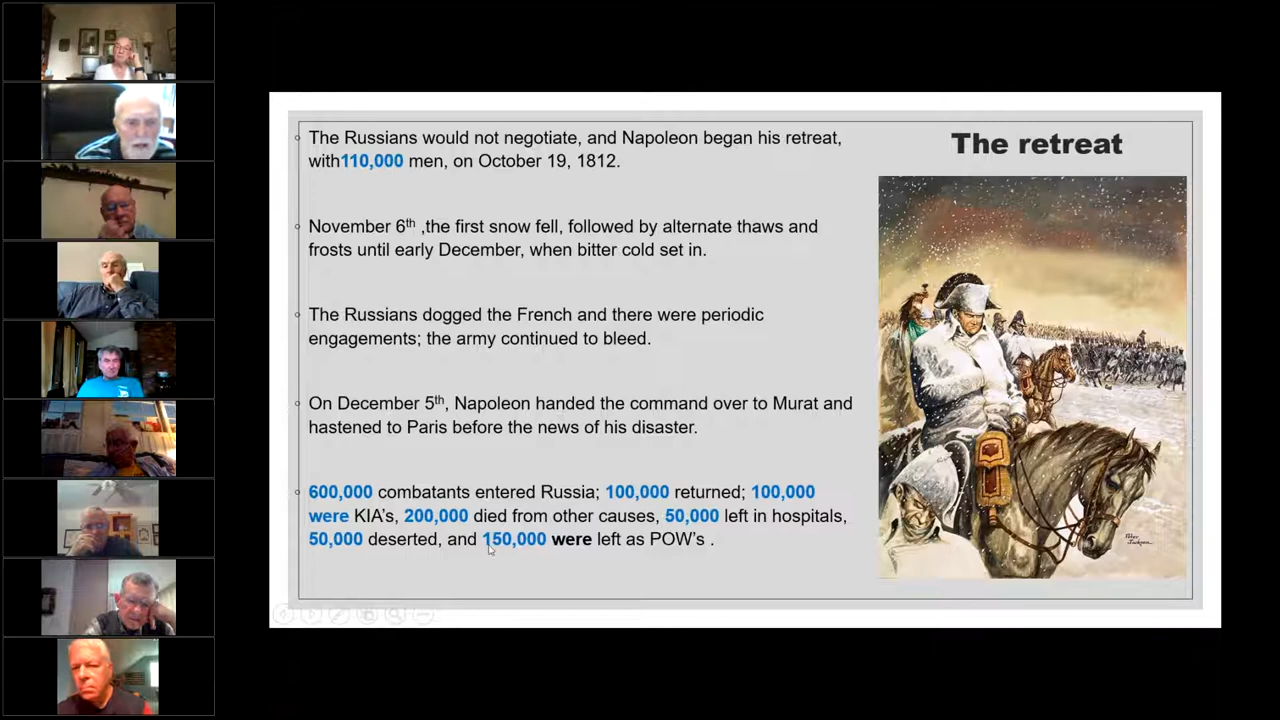 The retreat
The Russians would not negotiate, and Napoleon began his retreat,
with110,000 men, on October 19, 1812.
November 6th ,the first snow fell, followed by alternate thaws and
frosts until early December, when bitter cold set in.
The Russians dogged the French and there were periodic
engagements; the army continued to bleed.
On December 5th, Napoleon handed the command over to Murat and
hastened to Paris before the news of his disaster.
600,000 combatants entered Russia; 100,000 returned; 100,000
were KIA’s, 200,000 died from other causes, 50,000 left in hospitals,
50,000 deserted, and 150,000 were left as POW’s .
Peter
Jackson